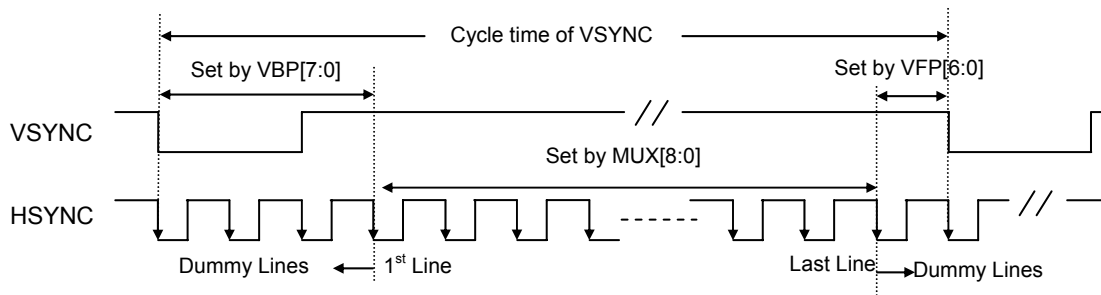 Cycle time of VSYNC
Set by VBP[7:0]
Set by VFP[6:0]
VSYNC
Set by MUX[8:0]
HSYNC
Dummy Lines
1st Line
Last Line
Dummy Lines